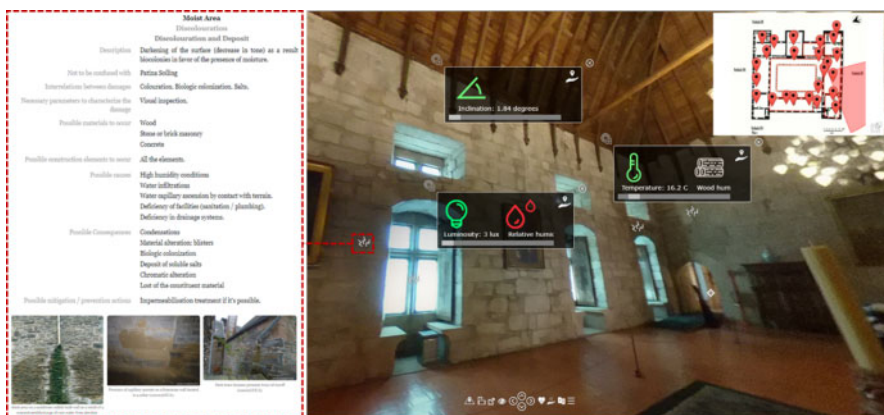 Moist Area
Discolouration
Discolouration and Deposit
Description Darkening of the surface (decrease in tone) as a result
biocolonies in favor of the presence of moisture.
Not to be confused with Patina Soiling
Interrelations between damages Colouration. Biologic colonization. Salts.
Necessary parameters to characterize the Visual inspection.
damage
Possible materials to occur Wood
Stone or brick masonry
Concrete
Possible construction elements to occur All the elements.
Possible causes High humidity conditions
Water infiltrations
Water capillary ascension by contact with terrain.
Deficiency of facilities (sanitation / plumbing).
Deficiency in drainage systems.
Possible Consequences Condensations
Material alteration: blisters
Biologic colonization
Deposit of soluble salts
Chromatic alteration
Lost of the constituent material
Possible mitigation / prevention actions Impermeabilisation treatment if it's possible.
Inclination: 1.84 degrees
Temperature: 16.2 C Wood hum
Luminosity: 3 lux Relative hum: